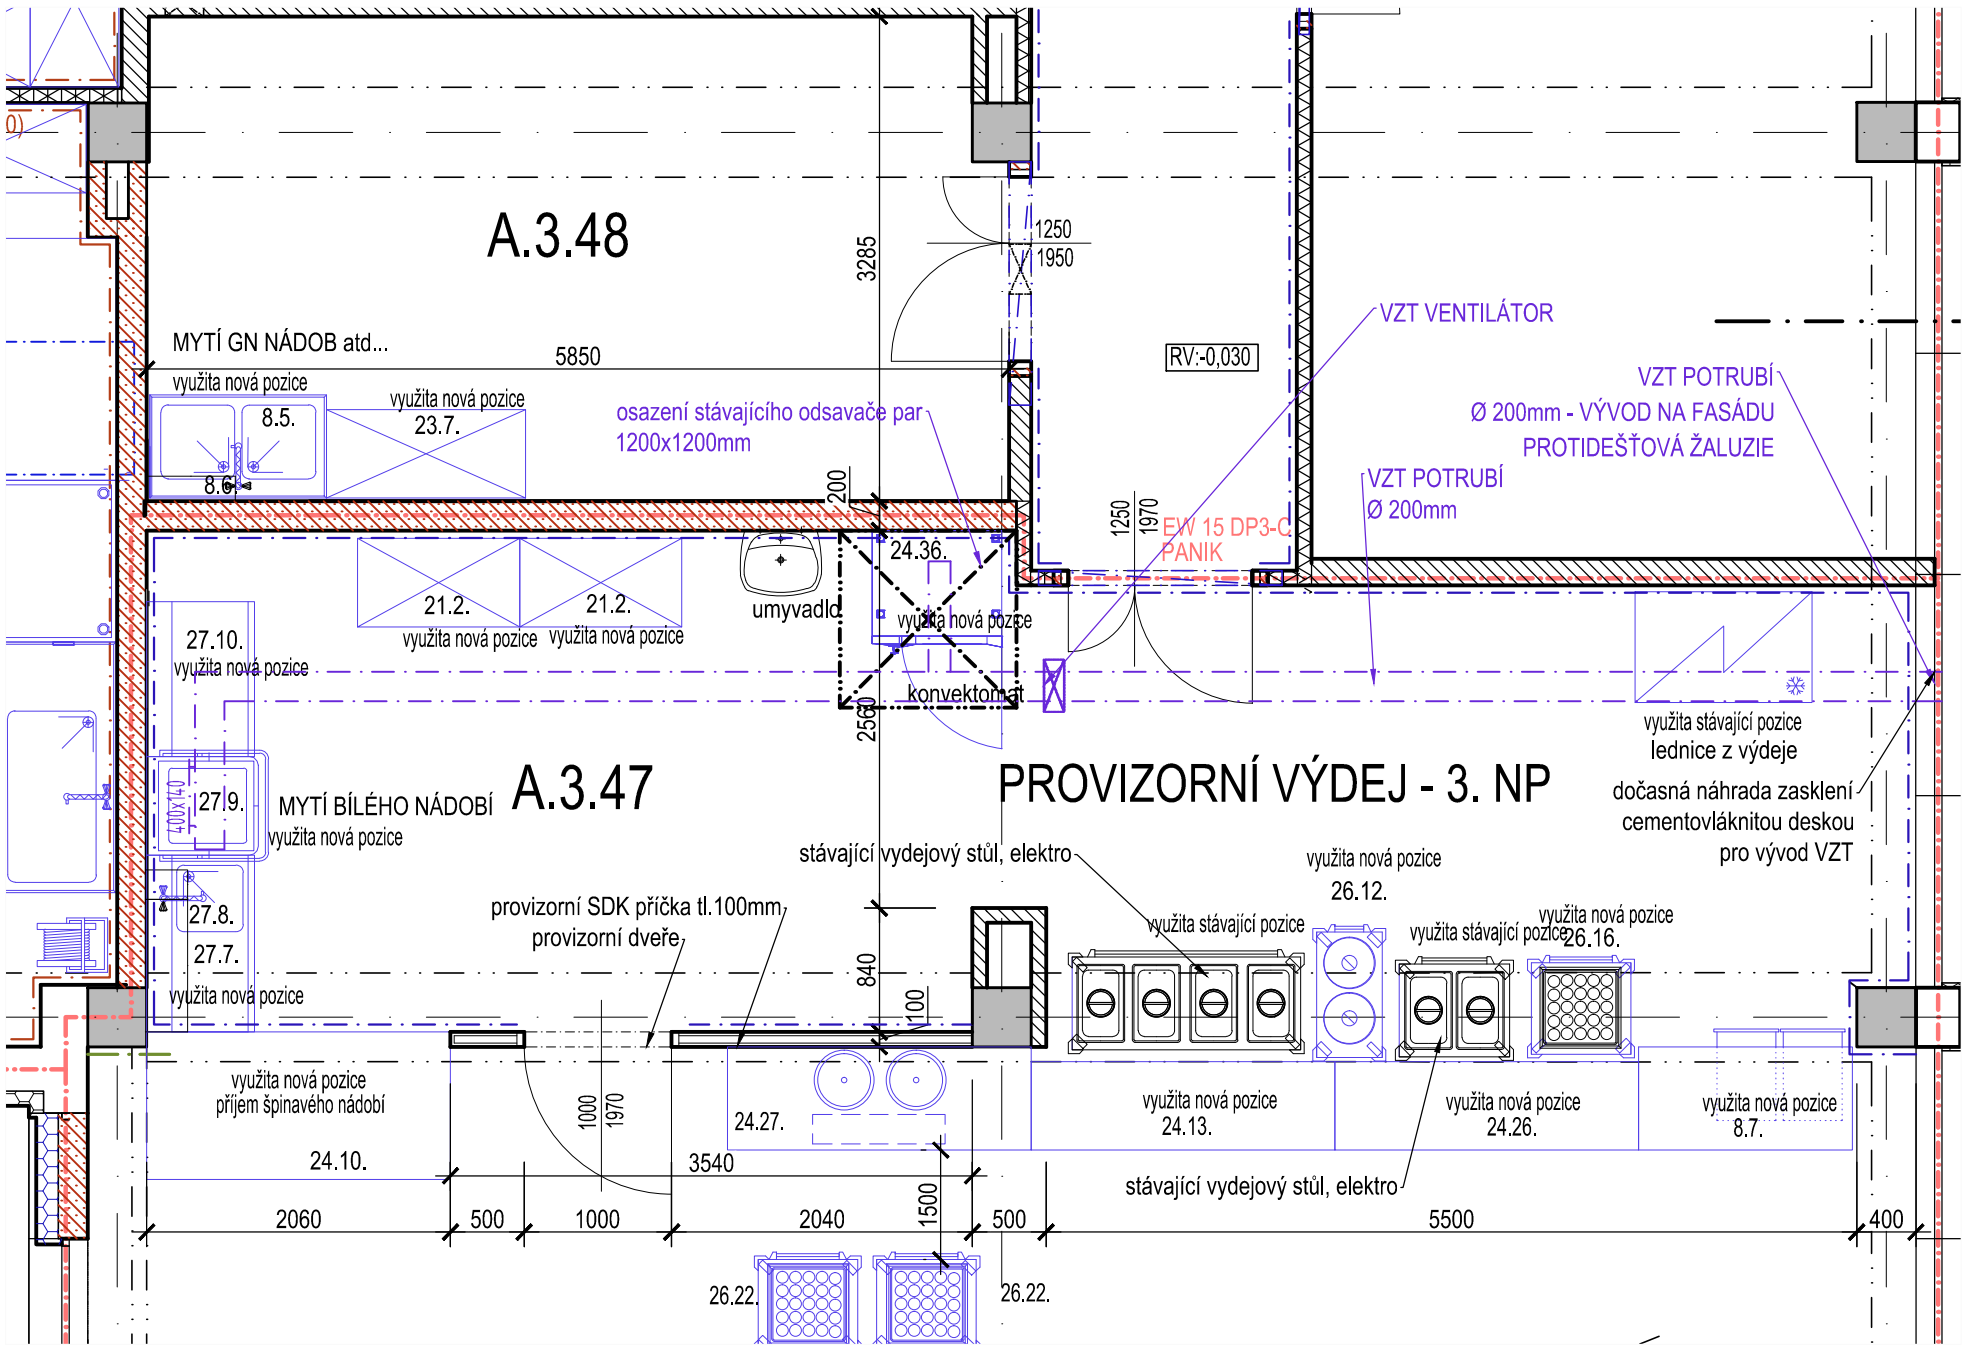 0)
A.3.48
3285
1250
1950
VZT VENTILÁTOR
RV:-0,030
MYTÍ GN NÁDOB atd...
5850
VZT POTRUBÍ
Ø 200mm - VÝVOD NA FASÁDU
PROTIDEŠŤOVÁ ŽALUZIE
využita nová pozice
8.5.
8.6.
využita nová pozice
23.7.
osazení stávajícího odsavače par
1200x1200mm
VZT POTRUBÍ
Ø 200mm
200
1250
1970
EW 15 DP3-C
PANIK
24.36.
využita nová pozice
konvektomat
umyvadlo
21.2.
využita nová pozice
21.2.
využita nová pozice
27.10.
využita nová pozice
2560
využita stávající pozice
lednice z výdeje
A.3.47
PROVIZORNÍ VÝDEJ - 3. NP
400x140
27.9.
MYTÍ BÍLÉHO NÁDOBÍ
využita nová pozice
dočasná náhrada zasklení
cementovláknitou deskou
pro vývod VZT
stávající vydejový stůl, elektro
využita nová pozice
26.12.
27.8.
27.7.
využita nová pozice
provizorní SDK příčka tl.100mm
provizorní dveře
840
100
využita stávající pozice
využita stávající pozice
využita nová pozice
26.16.
využita nová pozice
příjem špinavého nádobí
24.10.
1000
1970
24.27.
využita nová pozice
24.13.
využita nová pozice
24.26.
využita nová pozice
8.7.
3540
1500
stávající vydejový stůl, elektro
2060
500
1000
2040
500
5500
400
26.22.
26.22.